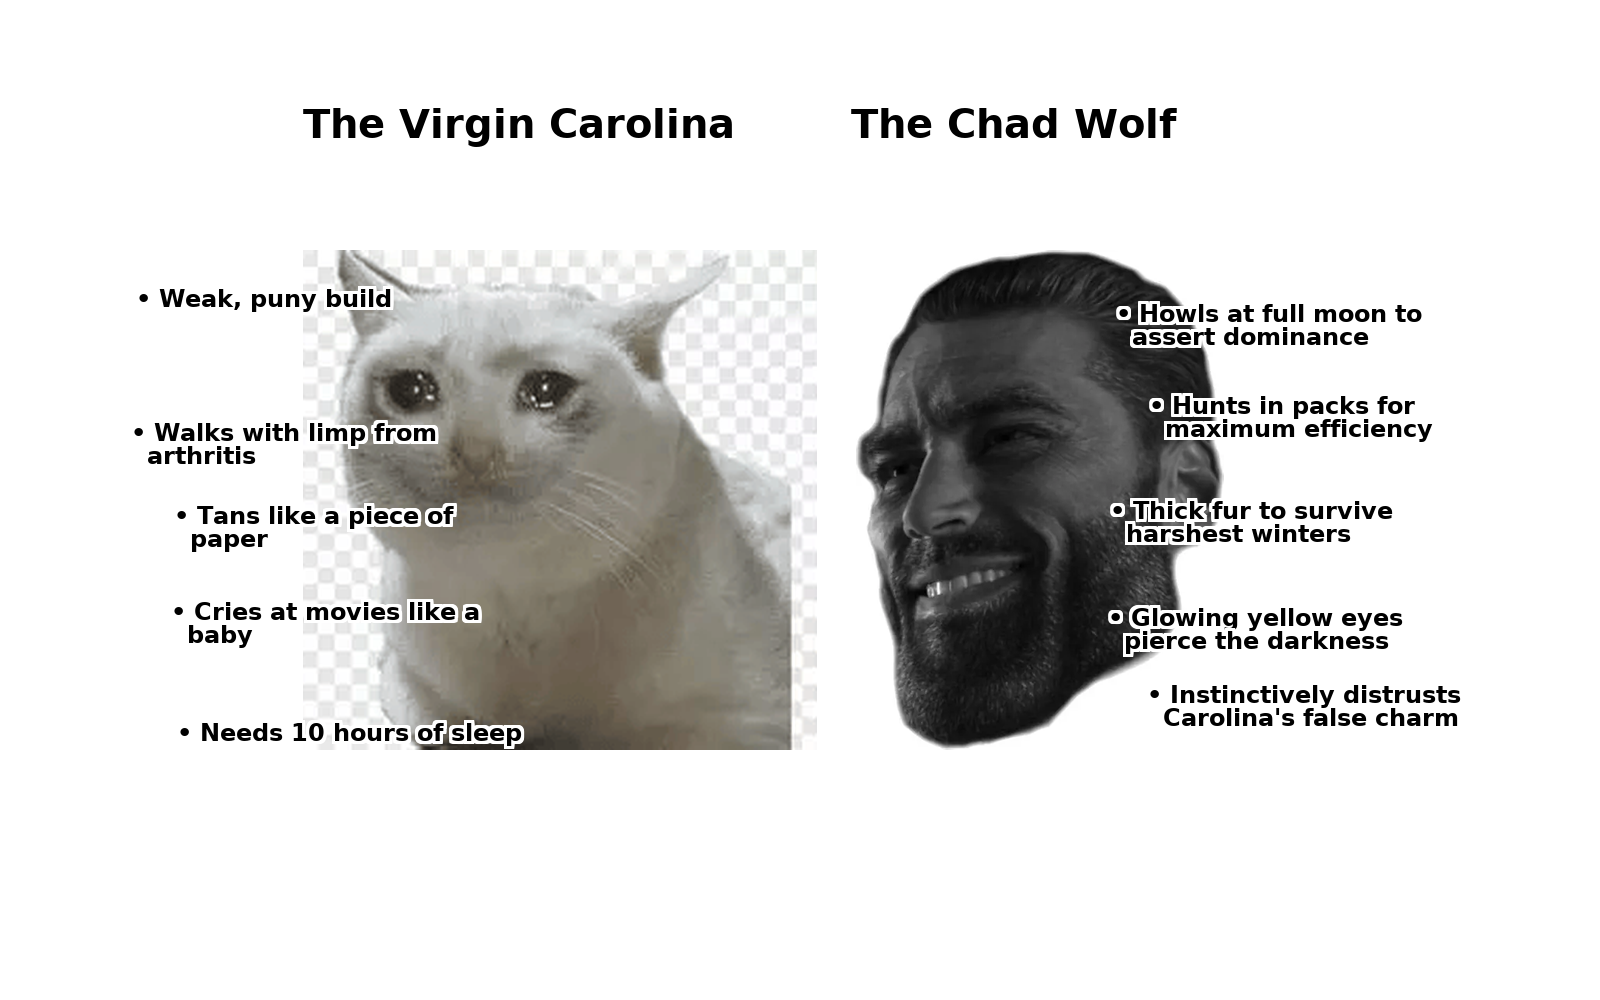 The Virgin Carolina
The Chad Wolf
• Weak, puny build
• Walks with limp from
arthritis
• Tans like a piece of
paper
• Cries at movies like a
baby
• Needs 10 hours of sleep
• Howls at full moon to
assert dominance
• Hunts in packs for
maximum efficiency
• Thick fur to survive
harshest winters
• Glowing yellow eyes
pierce the darkness
• Instinctively distrusts
Carolina's false charm